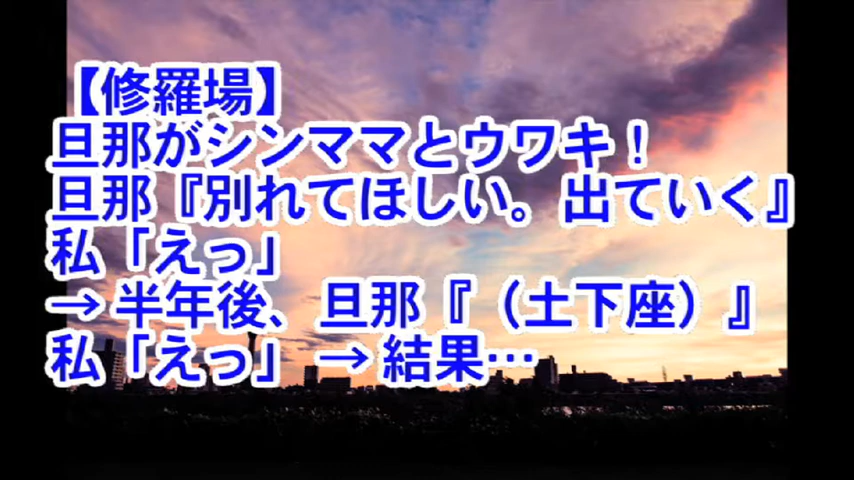 【修羅場】
旦那がシンママとウワキ！
旦那『別れてほしい。出ていく』
私「えっ」
→ 半年後、旦那『（土下座）』
私「えっ」 → 結果…